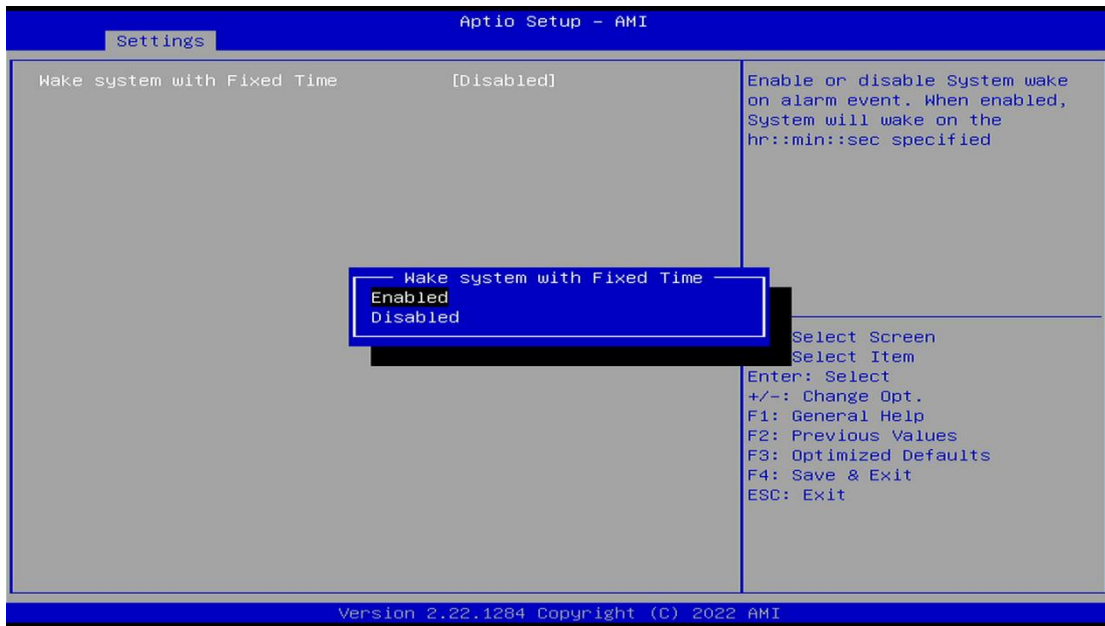 Aptio Setup – AMI
Settings
Wake system with Fixed Time [Disabled]
Enable or disable System wake
on alarm event. When enabled,
System will wake on the
hr::min::sec specified
Wake system with Fixed Time
Enabled
Disabled
Select Screen
Select Item
Enter: Select
+/-: Change Opt.
F1: General Help
F2: Previous Values
F3: Optimized Defaults
F4: Save & Exit
ESC: Exit
Version 2.22.1284 Copyright (C) 2022 AMI